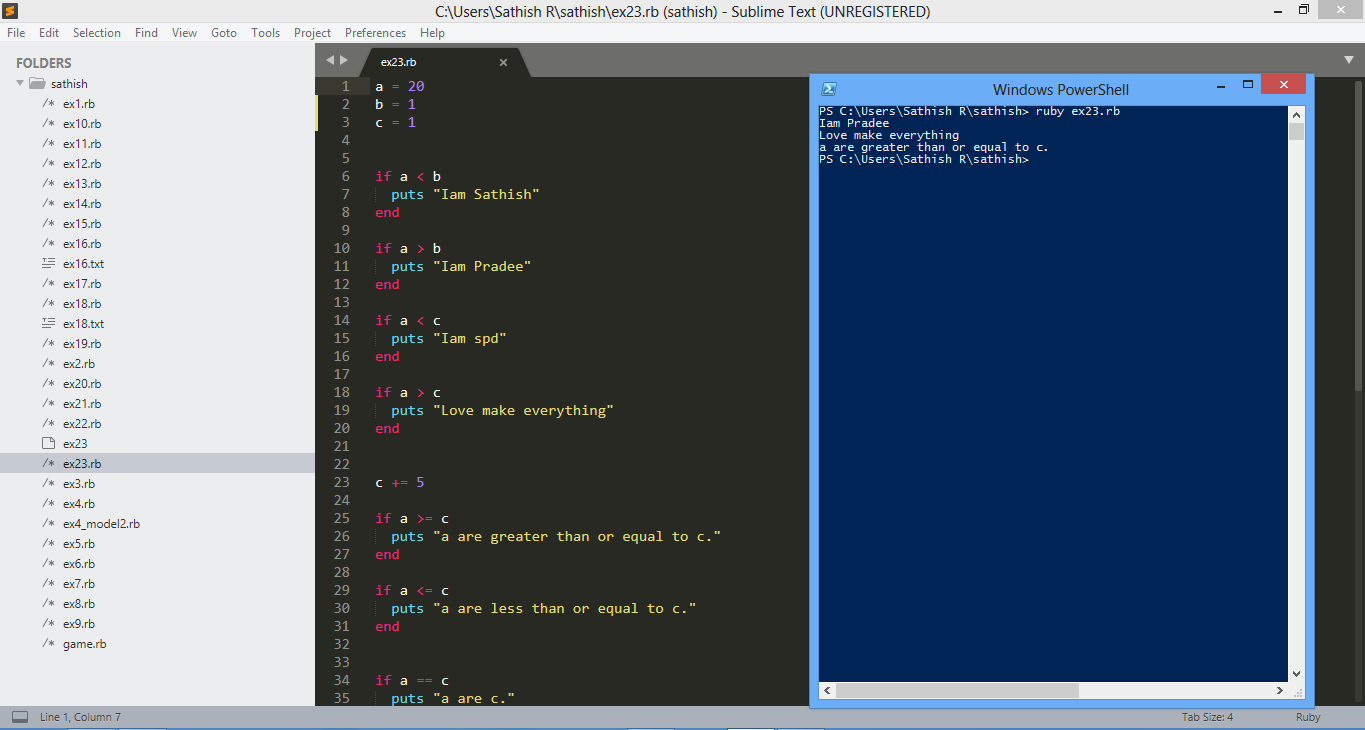 C:\Users\Sathish R\sathish\ex23.rb (sathish) - Sublime Text (UNREGISTERED)
File Edit Selection Find View Goto Tools Project Preferences Help
FOLDERS
sathish
/* ex1.rb
/* ex10.rb
/* ex11.rb
/* ex12.rb
/* ex13.rb
/* ex14.rb
/* ex15.rb
/* ex16.rb
ex16.txt
/* ex17.rb
/* ex18.rb
ex18.txt
/* ex19.rb
/* ex2.rb
/* ex20.rb
/* ex21.rb
/* ex22.rb
ex23
/* ex23.rb
/* ex3.rb
/* ex4.rb
/* ex4_model2.rb
/* ex5.rb
/* ex6.rb
/* ex7.rb
/* ex8.rb
/* ex9.rb
/* game.rb
ex23.rb
1 a = 20
2 b = 1
3 c = 1
4
5
6 if a < b
7 puts "Iam Sathish"
8 end
9
10 if a > b
11 puts "Iam Pradee"
12 end
13
14 if a < c
15 puts "Iam spd"
16 end
17
18 if a > c
19 puts "Love make everything"
20 end
21
22
23 c += 5
24
25 if a >= c
26 puts "a are greater than or equal to c."
27 end
28
29 if a <= c
30 puts "a are less than or equal to c."
31 end
32
33
34 if a == c
35 puts "a are c."
Windows PowerShell
PS C:\Users\Sathish R\sathish> ruby ex23.rb
Iam Pradee
Love make everything
a are greater than or equal to c.
PS C:\Users\Sathish R\sathish>
Line 1, Column 7
Tab Size: 4
Ruby